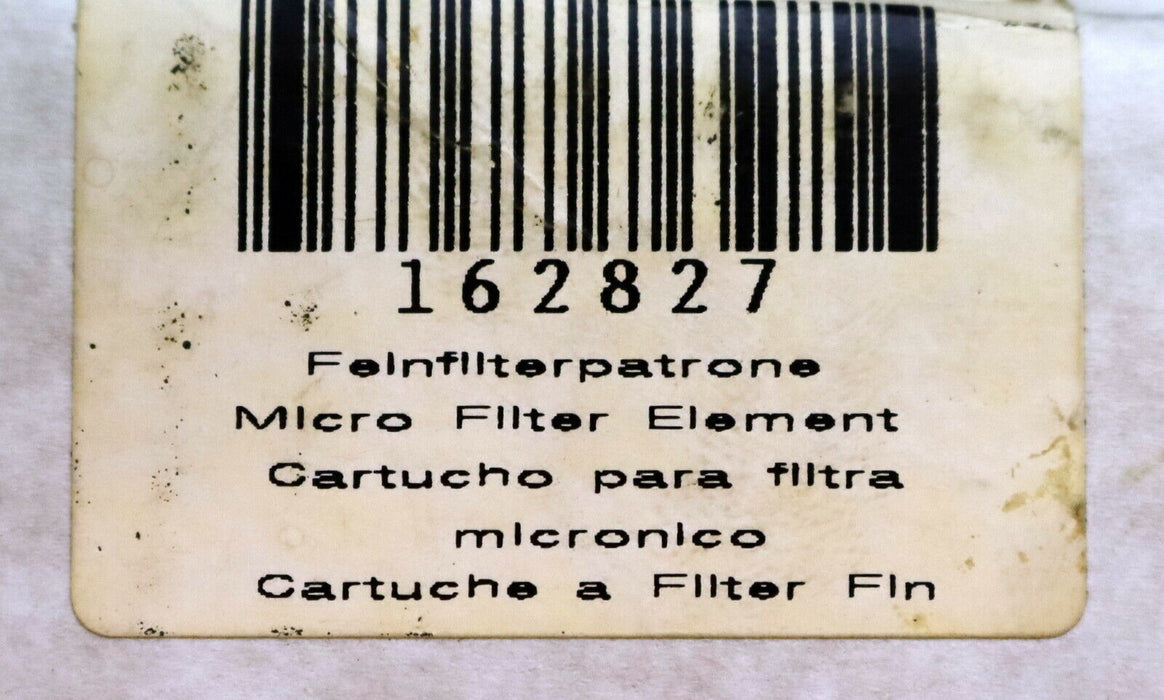 162827
Feinfilterpatrone
Micro Filter Element
Cartucho para filtra
micronico
Cartuche a Filter Fin